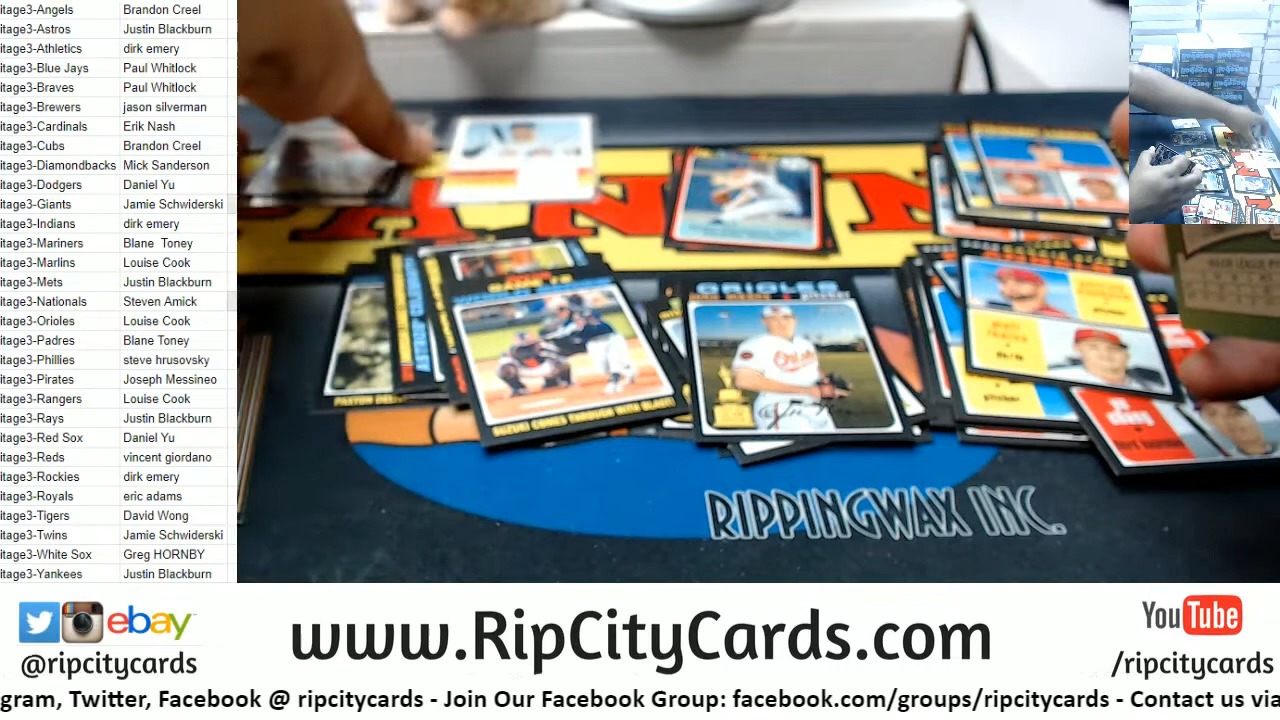 itage3-Angels Brandon Creel
itage3-Astros Justin Blackburn
itage3-Athletics dirk emery
itage3-Blue Jays Paul Whitlock
itage3-Braves Paul Whitlock
itage3-Brewers jason silverman
itage3-Cardinals Erik Nash
itage3-Cubs Brandon Creel
itage3-Diamondbacks Mick Sanderson
itage3-Dodgers Daniel Yu
itage3-Giants Jamie Schwiderski
itage3-Indians dirk emery
itage3-Mariners Blane Toney
itage3-Marlins Louise Cook
itage3-Mets Justin Blackburn
itage3-Nationals Steven Amick
itage3-Orioles Louise Cook
itage3-Padres Blane Toney
itage3-Phillies steve hrusovsky
itage3-Pirates Joseph Messineo
itage3-Rangers Louise Cook
itage3-Rays Justin Blackburn
itage3-Red Sox Daniel Yu
itage3-Reds vincent giordano
itage3-Rockies dirk emery
itage3-Royals eric adams
itage3-Tigers David Wong
itage3-Twins Jamie Schwiderski
itage3-White Sox Greg HORNBY
itage3-Yankees Justin Blackburn
ORIOLES
pitcher
Orioles
SUZUKI COMES THROUGH WITH BLAST
pitcher
RIPPINGWAX INC.
ebay
@ripcitycards
www.RipCityCards.com
YouTube
/ripcitycards
gram, Twitter, Facebook @ ripcitycards - Join Our Facebook Group: facebook.com/groups/ripcitycards - Contact us via